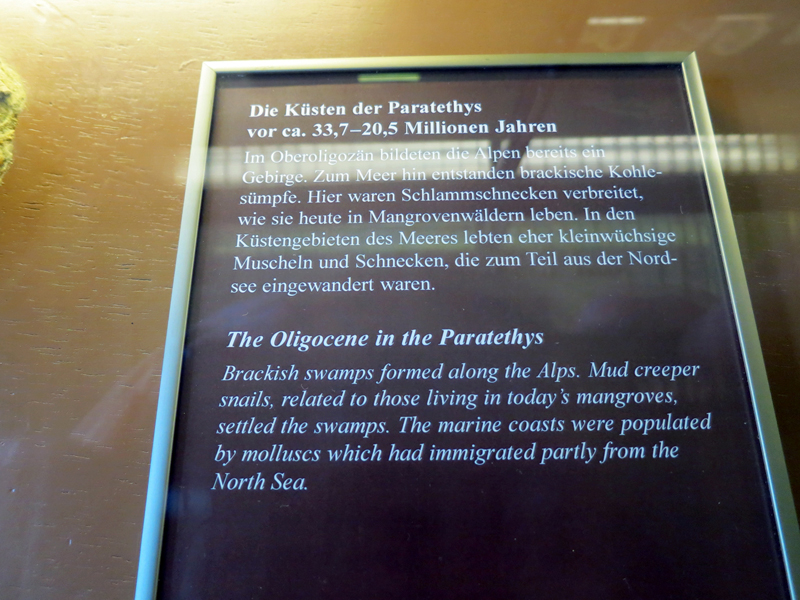 Die Küsten der Paratethys
vor ca. 33,7–20,5 Millionen Jahren
Im Oberoligozän bildeten die Alpen bereits ein
Gebirge. Zum Meer hin entstanden brackische Kohle-
sümpfe. Hier waren Schlammschnecken verbreitet,
wie sie heute in Mangrovenwäldern leben. In den
Küstengebieten des Meeres lebten eher kleinwüchsige
Muscheln und Schnecken, die zum Teil aus der Nord-
see eingewandert waren.
The Oligocene in the Paratethys
Brackish swamps formed along the Alps. Mud creeper
snails, related to those living in today's mangroves,
settled the swamps. The marine coasts were populated
by molluscs which had immigrated partly from the
North Sea.